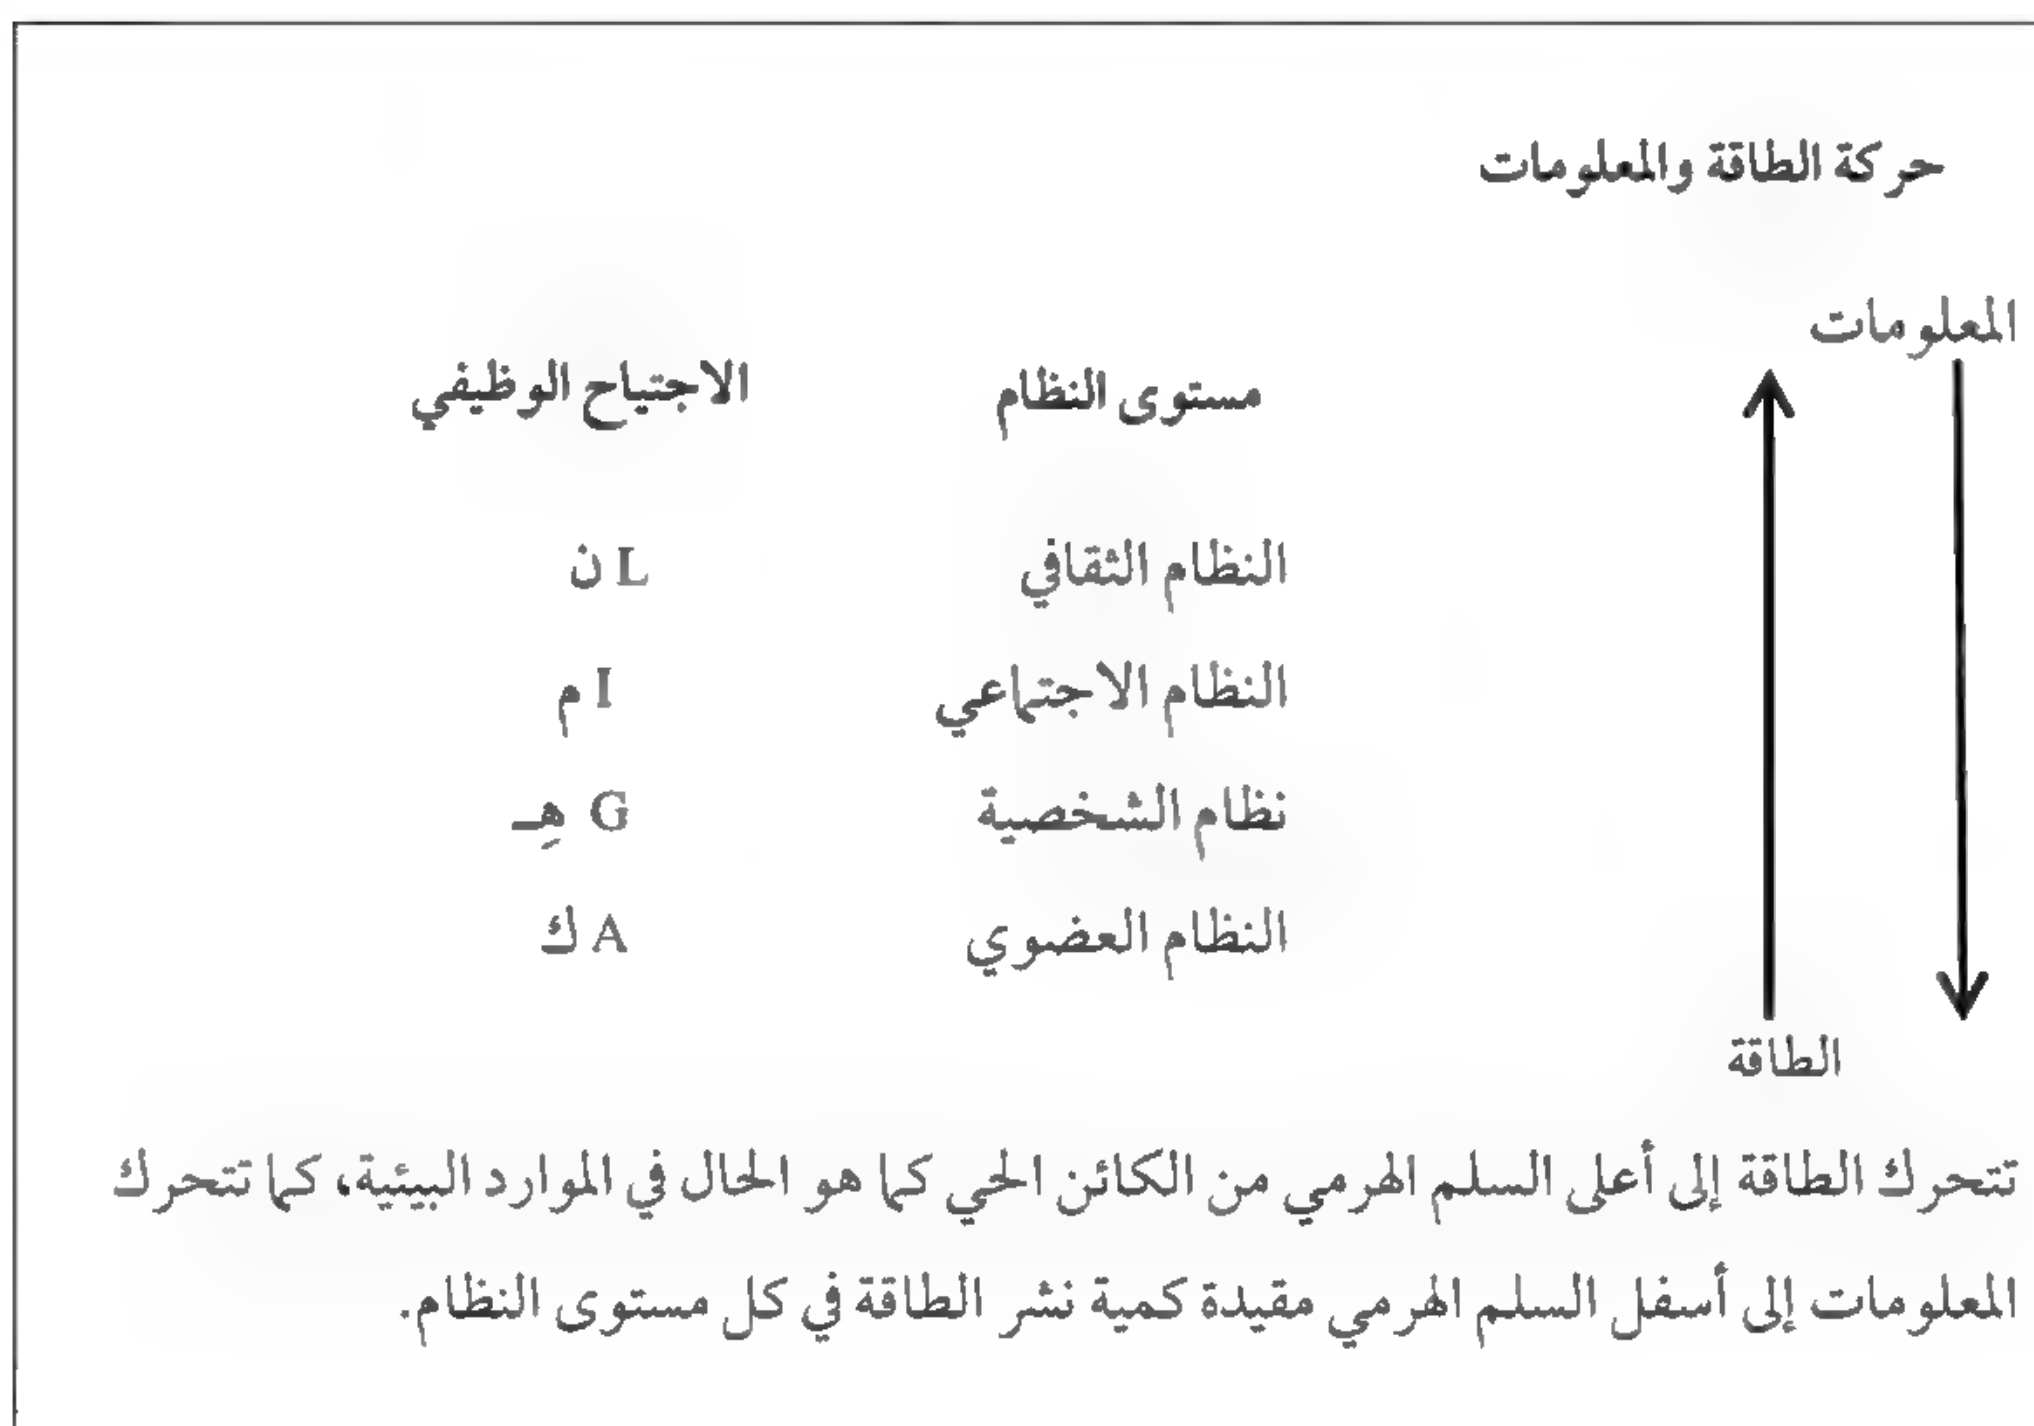 حركة الطاقة والمعلومات
المعلومات
مستوى النظام الاجتياح الوظيفي
النظام الثقافي L ن
النظام الاجتماعي I م
نظام الشخصية G هِـ
النظام العضوي A ك
الطاقة
تتحرك الطاقة إلى أعلى السلم الهرمي من الكائن الحي كما هو الحال في الموارد البيئية، كما تتحرك
المعلومات إلى أسفل السلم الهرمي مقيدة كمية نشر الطاقة في كل مستوى النظام.